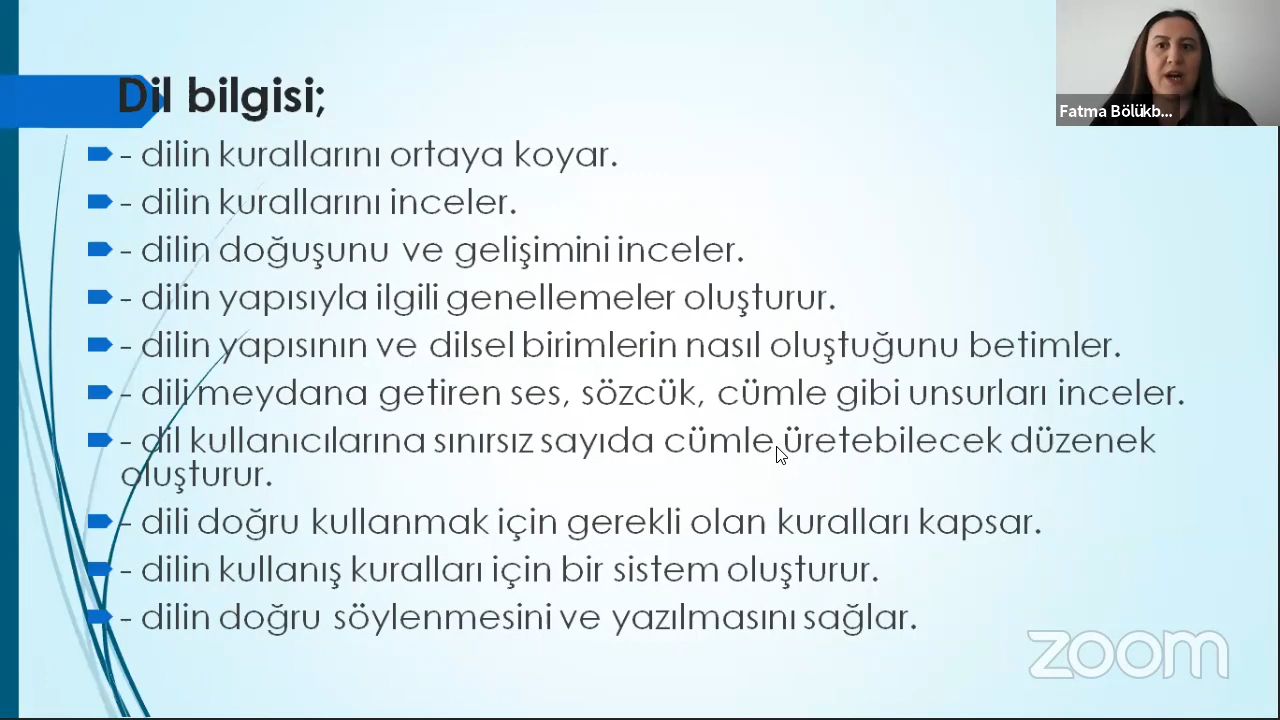 Dil bilgisi;
- dilin kurallarını ortaya koyar.
- dilin kurallarını inceler.
- dilin doğuşunu ve gelişimini inceler.
- dilin yapısıyla ilgili genellemeler oluşturur.
- dilin yapısının ve dilsel birimlerin nasıl oluştuğunu betimler.
- dili meydana getiren ses, sözcük, cümle gibi unsurları inceler.
- dil kullanıcılarına sınırsız sayıda cümle üretebilecek düzenek
oluşturur.
- dili doğru kullanmak için gerekli olan kuralları kapsar.
- dilin kullanış kuralları için bir sistem oluşturur.
- dilin doğru söylenmesini ve yazılmasını sağlar.
Fatma Bölükb...
zoom